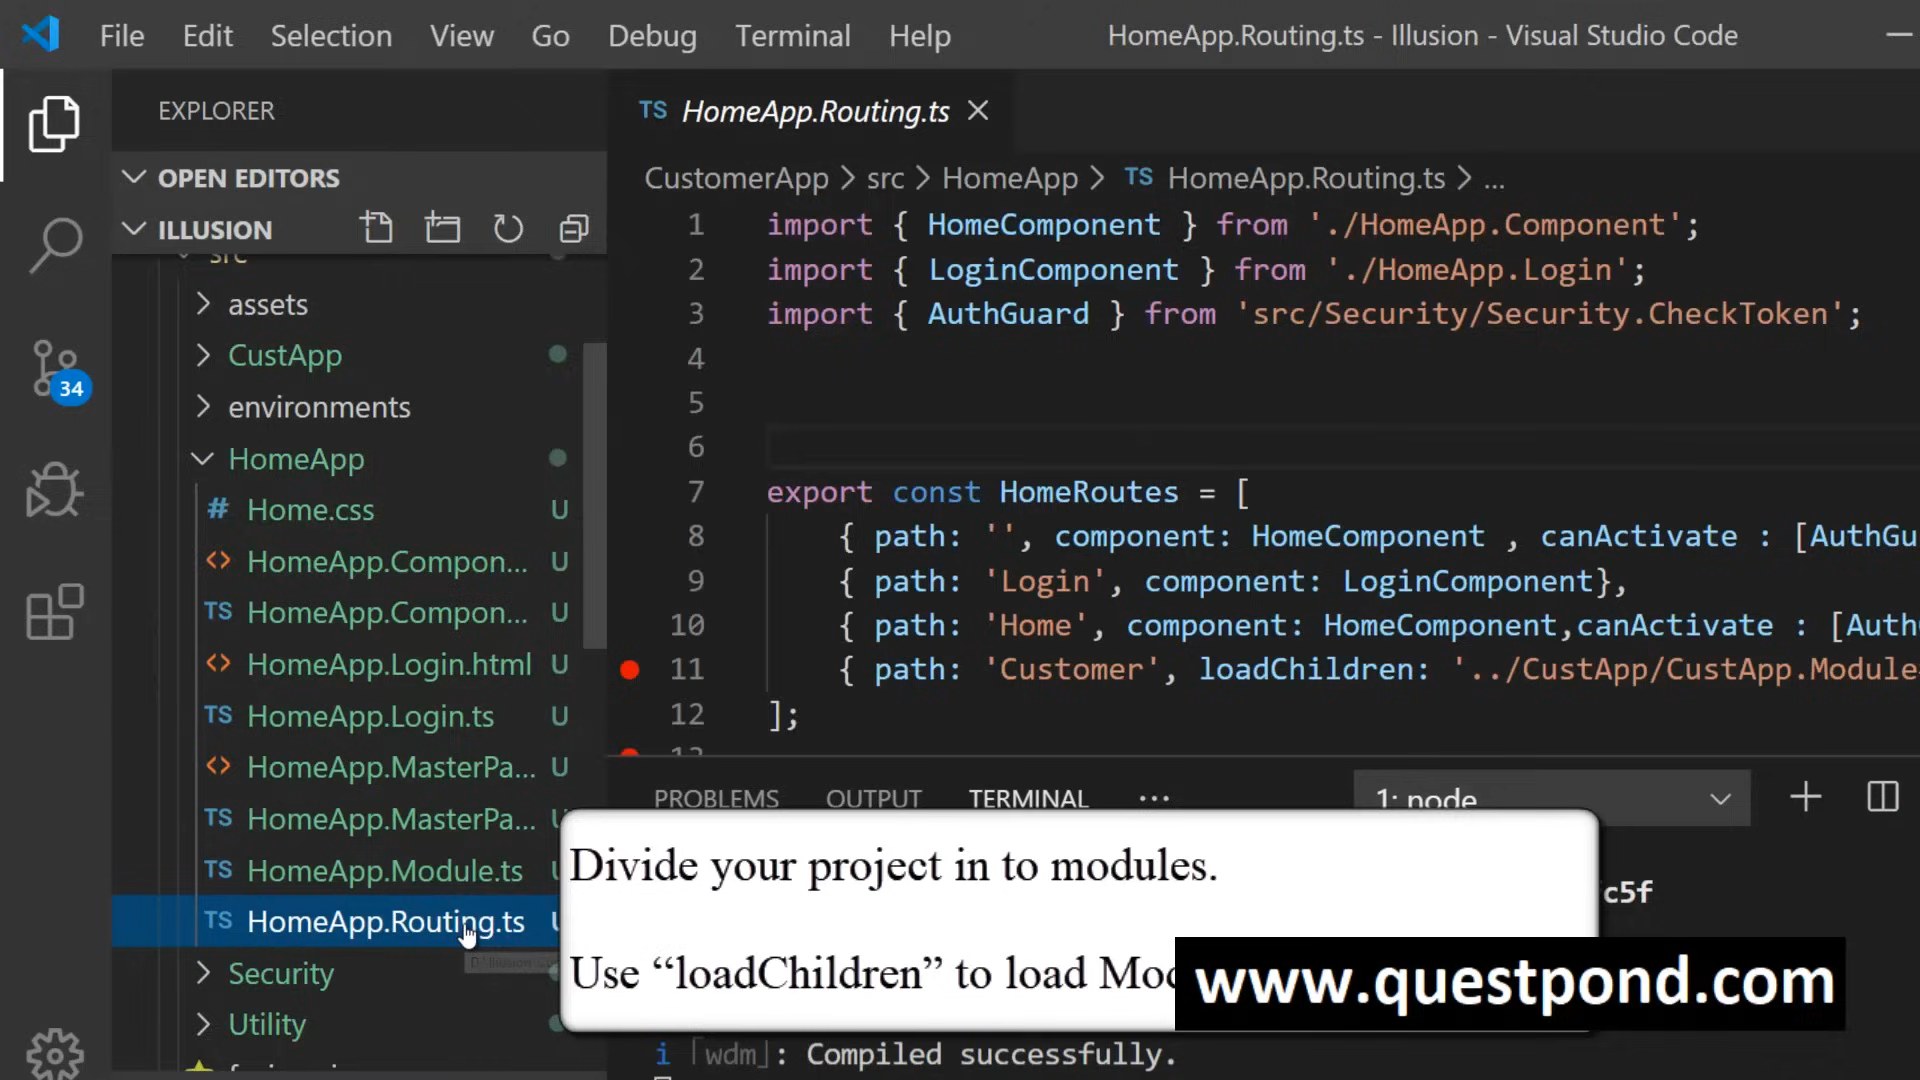 File Edit Selection View Go Debug Terminal Help HomeApp.Routing.ts - Illusion - Visual Studio Code
EXPLORER
OPEN EDITORS
ILLUSION
src
assets
CustApp
environments
HomeApp
# Home.css U
<> HomeApp.Compon... U
TS HomeApp.Compon... U
<> HomeApp.Login.html U
TS HomeApp.Login.ts U
<> HomeApp.MasterPa... U
TS HomeApp.MasterPa...
TS HomeApp.Module.ts
TS HomeApp.Routing.ts
Security
Utility
34
TS HomeApp.Routing.ts
CustomerApp > src > HomeApp > TS HomeApp.Routing.ts > ...
1 import { HomeComponent } from './HomeApp.Component';
2 import { LoginComponent } from './HomeApp.Login';
3 import { AuthGuard } from 'src/Security/Security.CheckToken';
4
5
6
7 export const HomeRoutes = [
8 { path: '', component: HomeComponent , canActivate : [AuthGu
9 { path: 'Login', component: LoginComponent},
10 { path: 'Home', component: HomeComponent,canActivate : [Auth
11 { path: 'Customer', loadChildren: '../CustApp/CustApp.Module
12 ];
13
PROBLEMS OUTPUT TERMINAL ... 1: node
Divide your project in to modules.
c5f
Use “loadChildren” to load Mod
www.questpond.com
i ｢wdm｣: Compiled successfully.